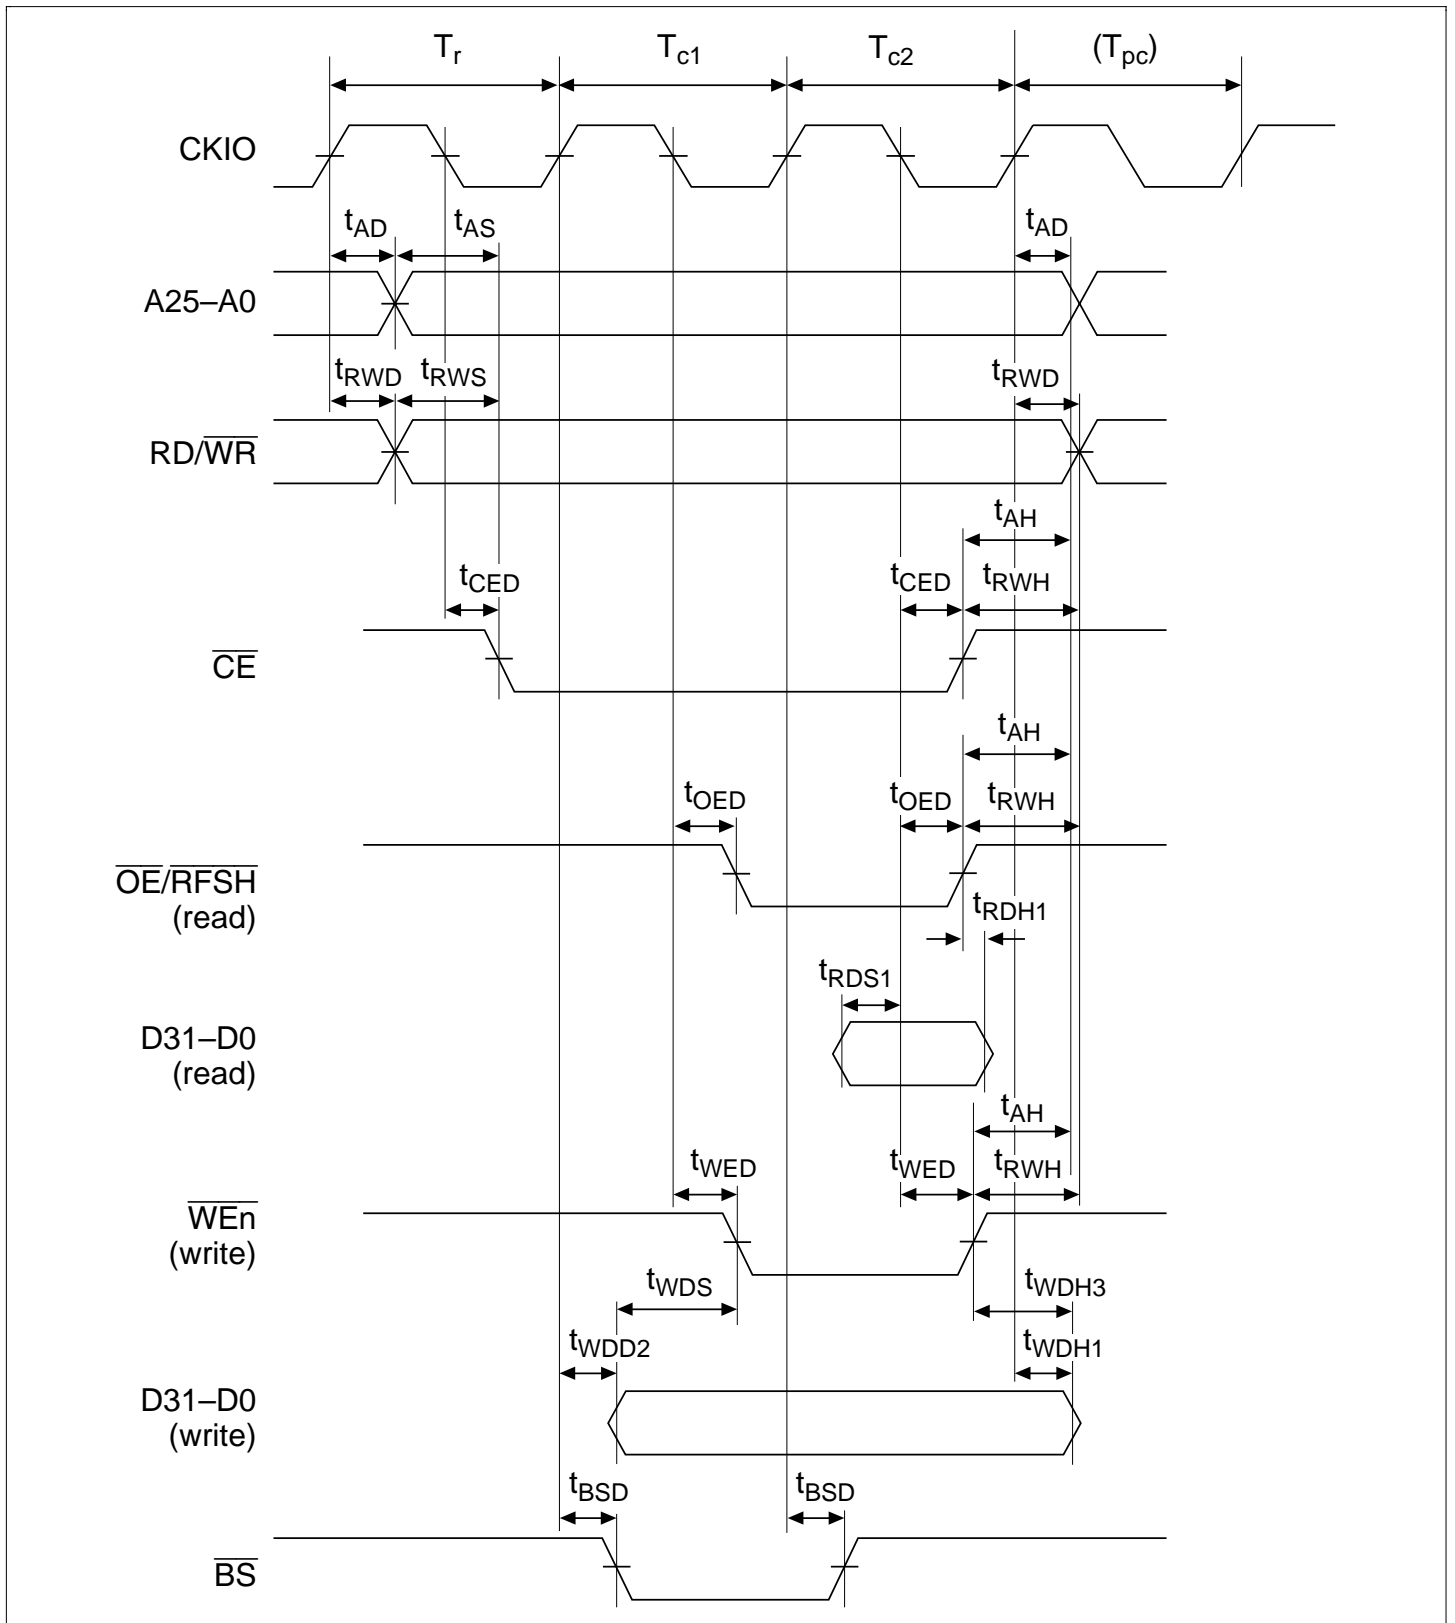 Tr Tc1 Tc2 (Tpc)
CKIO
tAD tAS tAD
A25–A0
tRWD tRWS tRWD
RD/WR
tAH
tCED tCED tRWH
CE
tAH
tOED tOED tRWH
OE/RFSH
(read)
tRDH1
tRDS1
D31–D0
(read)
tAH
tWED tWED tRWH
WEn
(write)
tWDS tWDH3
tWDD2 tWDH1
D31–D0
(write)
tBSD tBSD
BS